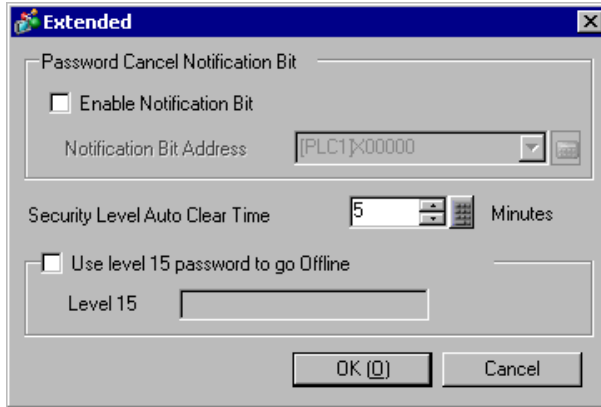 Extended
Password Cancel Notification Bit
Enable Notification Bit
Notification Bit Address [PLC1]X00000
Security Level Auto Clear Time 5 Minutes
Use level 15 password to go Offline
Level 15
OK (O) Cancel